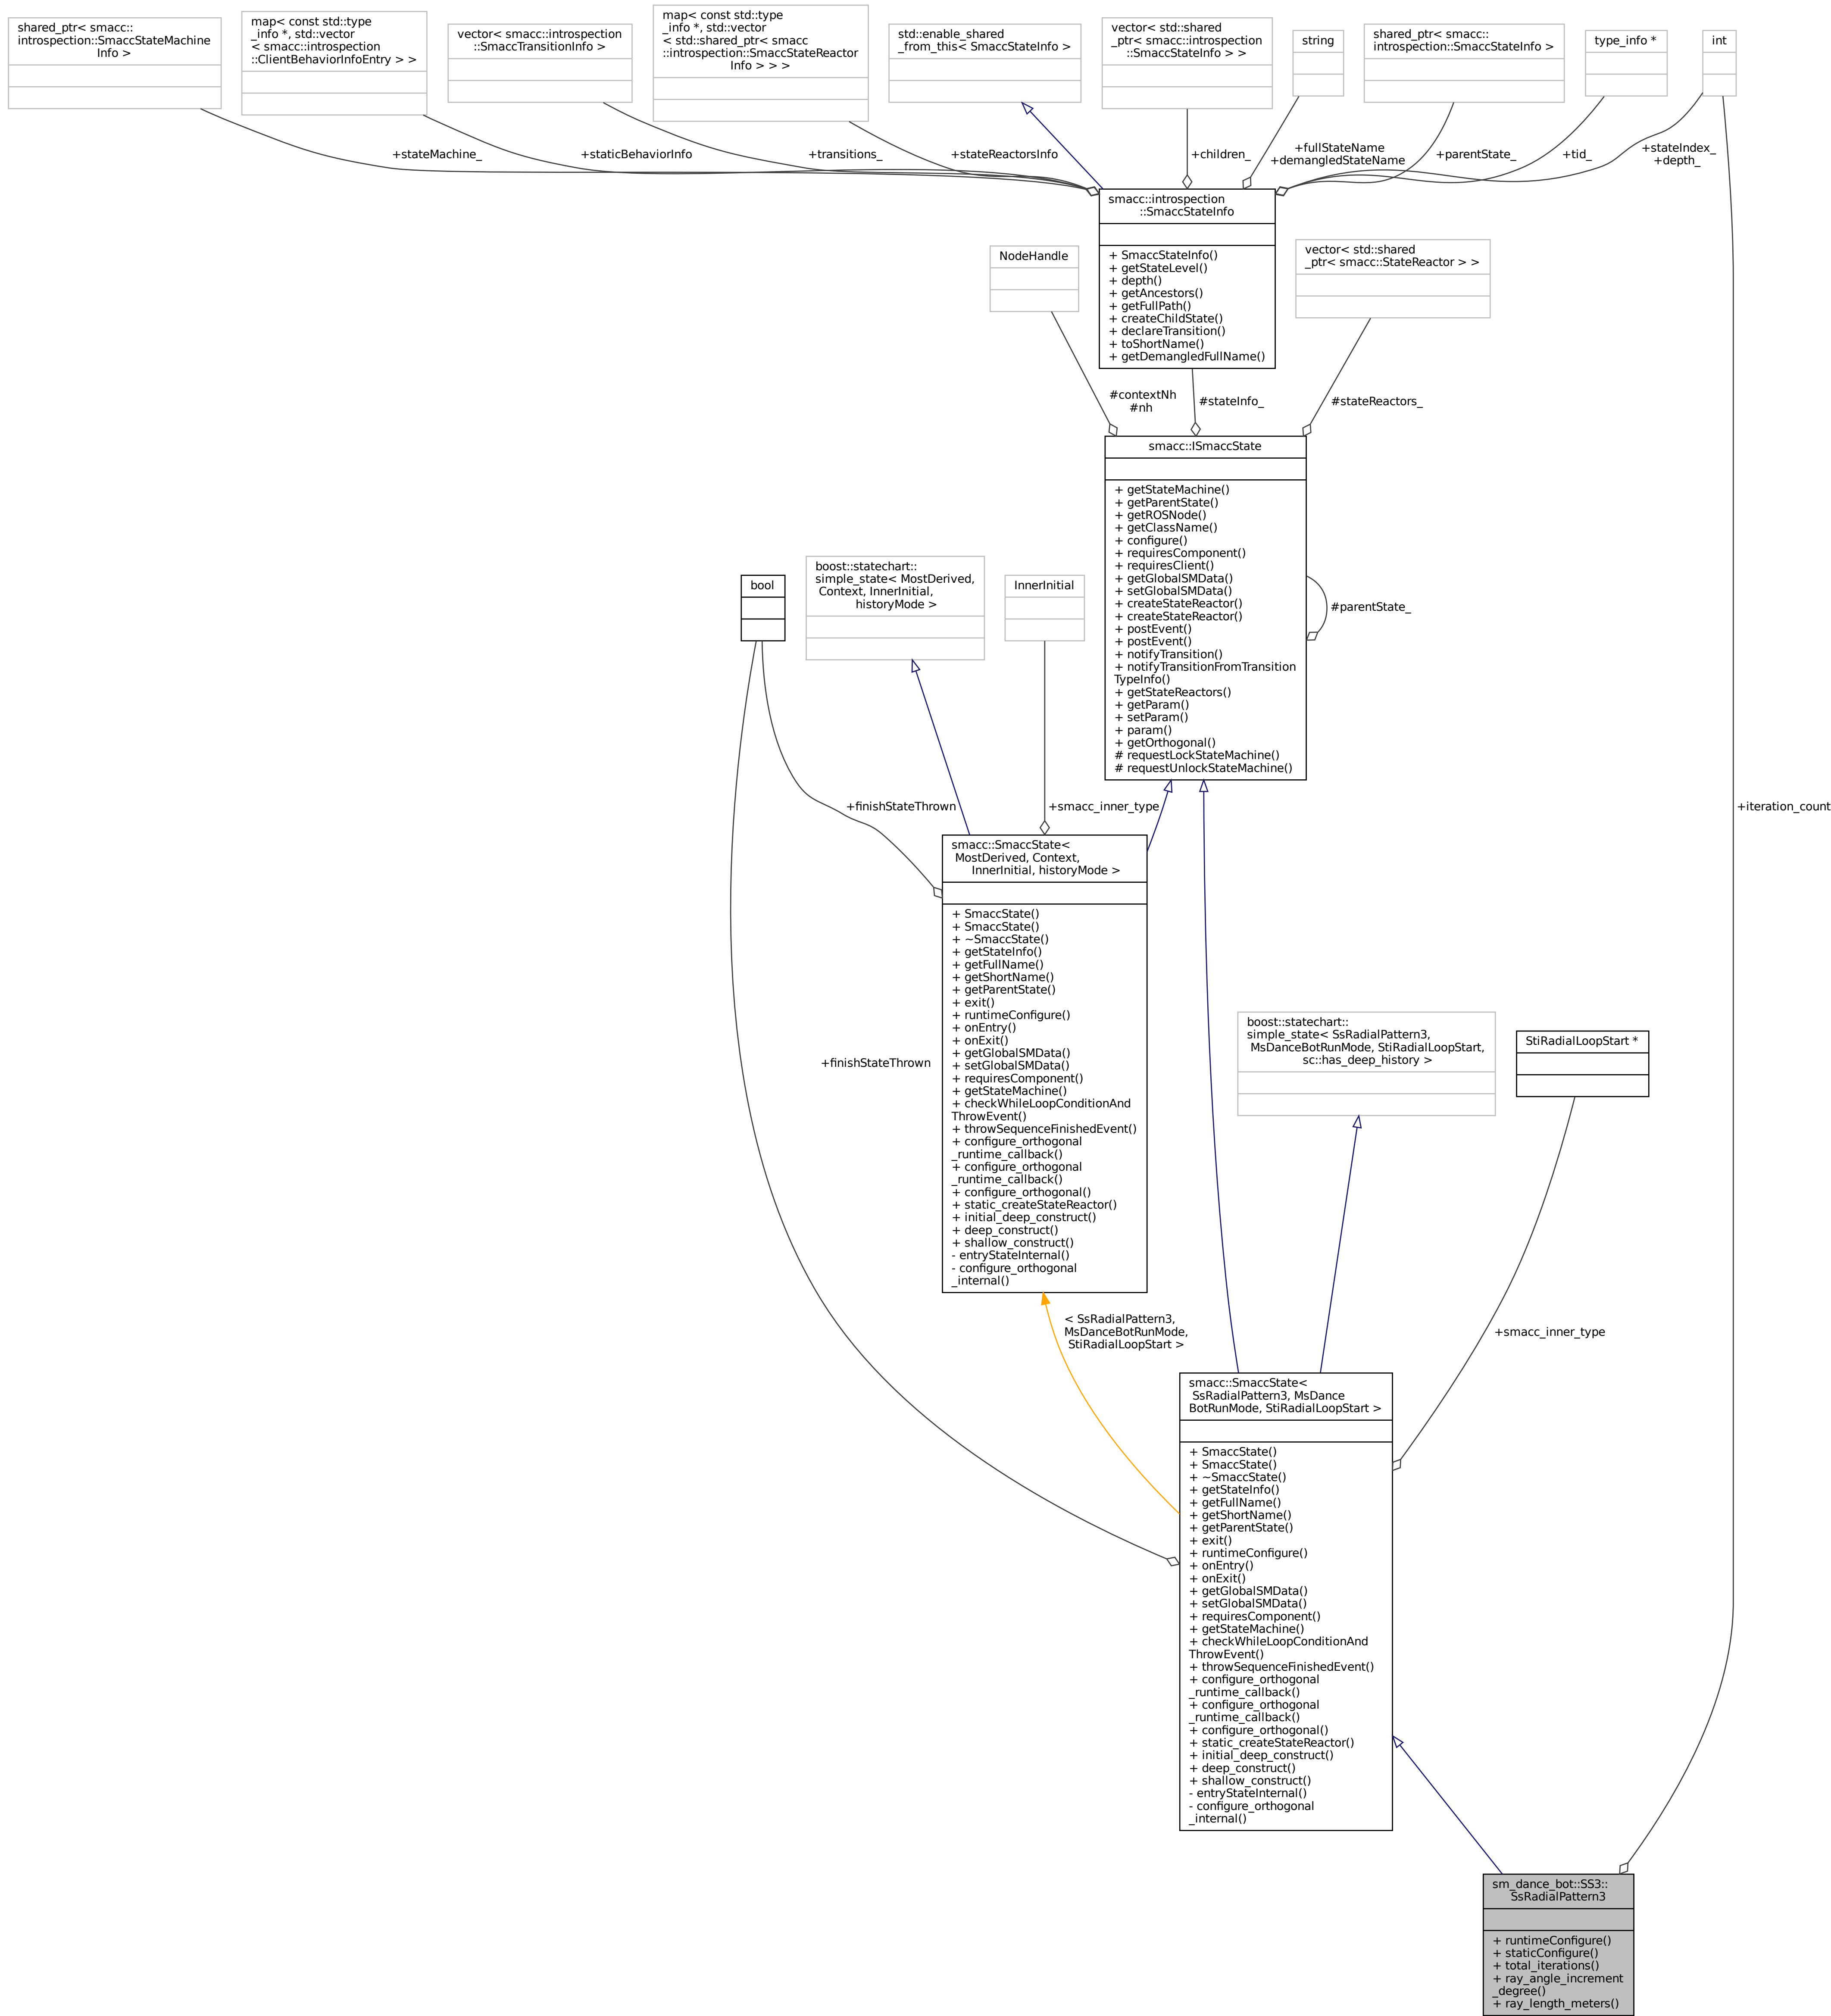 shared_ptr< smacc::
introspection::SmaccStateMachine
Info >
map< const std::type
_info *, std::vector
< smacc::introspection
::ClientBehaviorInfoEntry > >
vector< smacc::introspection
::SmaccTransitionInfo >
map< const std::type
_info *, std::vector
< std::shared_ptr< smacc
::introspection::SmaccStateReactor
Info > > >
std::enable_shared
_from_this< SmaccStateInfo >
vector< std::shared
_ptr< smacc::introspection
::SmaccStateInfo > >
string
shared_ptr< smacc::
introspection::SmaccStateInfo >
type_info *
int
+stateMachine_
+staticBehaviorInfo
+transitions_
+stateReactorsInfo
+children_
+fullStateName
+demangledStateName
+parentState_
+tid_
+stateIndex_
+depth_
smacc::introspection
::SmaccStateInfo
+ SmaccStateInfo()
+ getStateLevel()
+ depth()
+ getAncestors()
+ getFullPath()
+ createChildState()
+ declareTransition()
+ toShortName()
+ getDemangledFullName()
NodeHandle
vector< std::shared
_ptr< smacc::StateReactor > >
#contextNh
#nh
#stateInfo_
#stateReactors_
smacc::ISmaccState
+ getStateMachine()
+ getParentState()
+ getROSNode()
+ getClassName()
+ configure()
+ requiresComponent()
+ requiresClient()
+ getGlobalSMData()
+ setGlobalSMData()
+ createStateReactor()
+ createStateReactor()
+ postEvent()
+ postEvent()
+ notifyTransition()
+ notifyTransitionFromTransition
TypeInfo()
+ getStateReactors()
+ getParam()
+ setParam()
+ param()
+ getOrthogonal()
# requestLockStateMachine()
# requestUnlockStateMachine()
#parentState_
bool
boost::statechart::
simple_state< MostDerived,
Context, InnerInitial,
historyMode >
InnerInitial
+finishStateThrown
+smacc_inner_type
+iteration_count
smacc::SmaccState<
MostDerived, Context,
InnerInitial, historyMode >
+ SmaccState()
+ SmaccState()
+ ~SmaccState()
+ getStateInfo()
+ getFullName()
+ getShortName()
+ getParentState()
+ exit()
+ runtimeConfigure()
+ onEntry()
+ onExit()
+ getGlobalSMData()
+ setGlobalSMData()
+ requiresComponent()
+ getStateMachine()
+ checkWhileLoopConditionAnd
ThrowEvent()
+ throwSequenceFinishedEvent()
+ configure_orthogonal
_runtime_callback()
+ configure_orthogonal
_runtime_callback()
+ configure_orthogonal()
+ static_createStateReactor()
+ initial_deep_construct()
+ deep_construct()
+ shallow_construct()
- entryStateInternal()
- configure_orthogonal
_internal()
+finishStateThrown
boost::statechart::
simple_state< SsRadialPattern3,
MsDanceBotRunMode, StiRadialLoopStart,
sc::has_deep_history >
StiRadialLoopStart *
< SsRadialPattern3,
MsDanceBotRunMode,
StiRadialLoopStart >
+smacc_inner_type
smacc::SmaccState<
SsRadialPattern3, MsDance
BotRunMode, StiRadialLoopStart >
+ SmaccState()
+ SmaccState()
+ ~SmaccState()
+ getStateInfo()
+ getFullName()
+ getShortName()
+ getParentState()
+ exit()
+ runtimeConfigure()
+ onEntry()
+ onExit()
+ getGlobalSMData()
+ setGlobalSMData()
+ requiresComponent()
+ getStateMachine()
+ checkWhileLoopConditionAnd
ThrowEvent()
+ throwSequenceFinishedEvent()
+ configure_orthogonal
_runtime_callback()
+ configure_orthogonal
_runtime_callback()
+ configure_orthogonal()
+ static_createStateReactor()
+ initial_deep_construct()
+ deep_construct()
+ shallow_construct()
- entryStateInternal()
- configure_orthogonal
_internal()
sm_dance_bot::SS3::
SsRadialPattern3
+ runtimeConfigure()
+ staticConfigure()
+ total_iterations()
+ ray_angle_increment
_degree()
+ ray_length_meters()